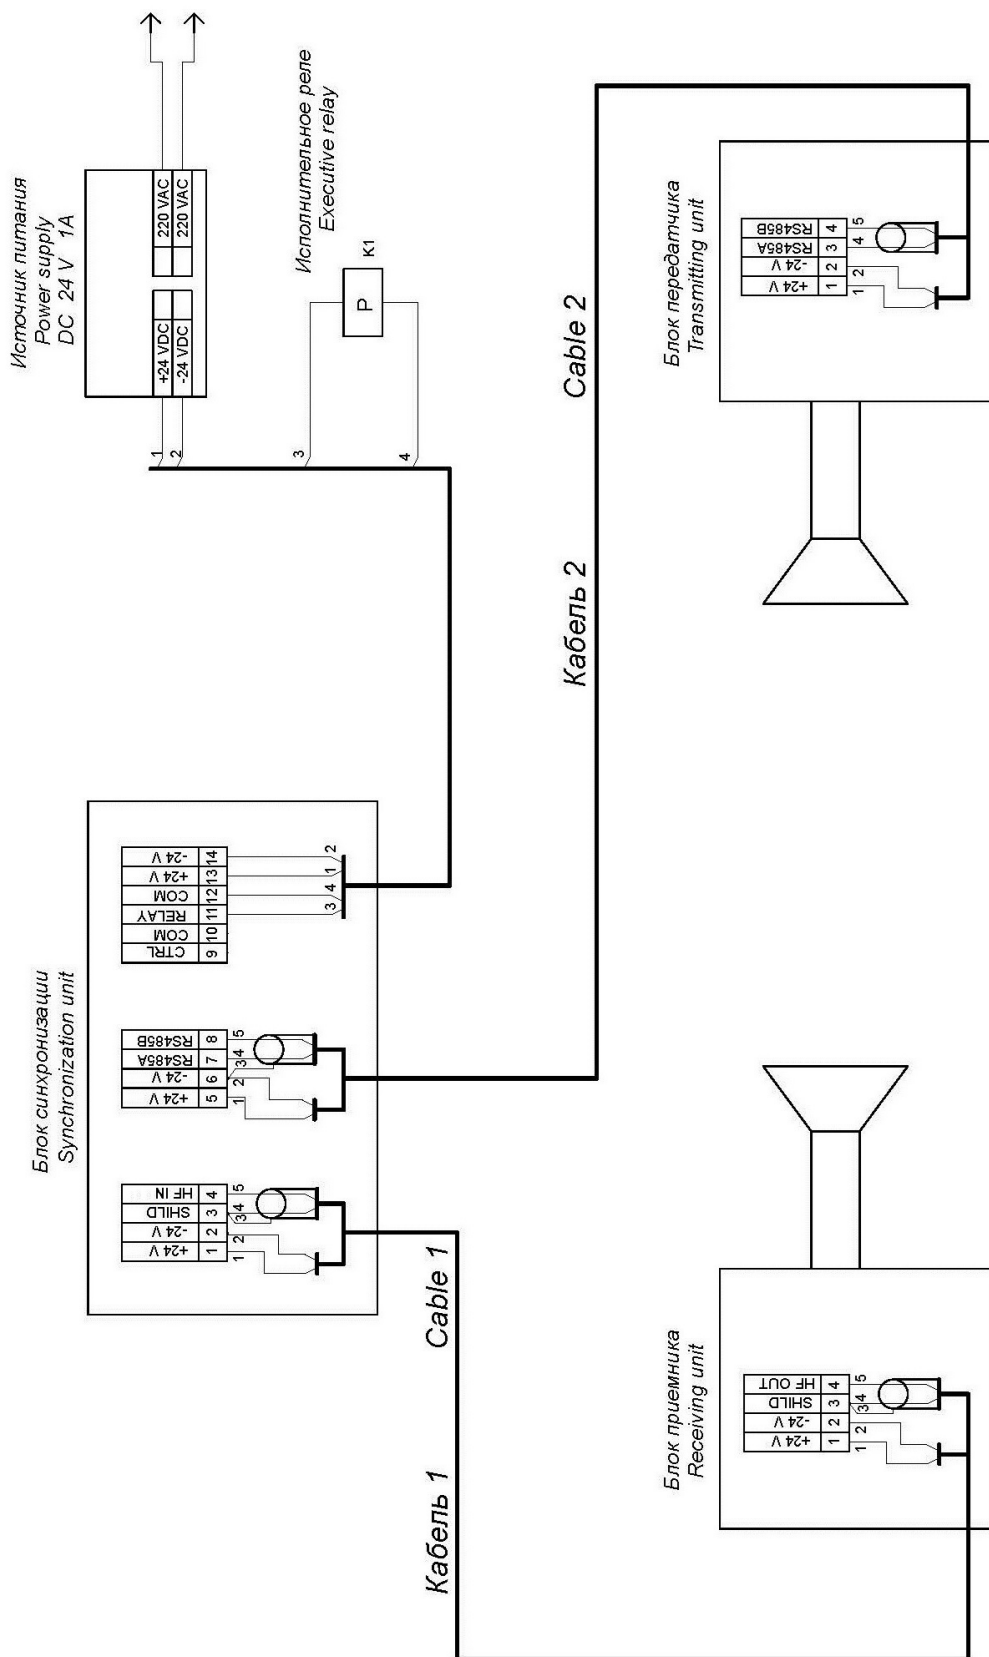 Источник питания
Power supply
DC 24 V 1A
+24 VDC
-24 VDC
220 VAC
220 VAC
1
2
Исполнительное реле
Executive relay
K1
P
3
4
Блок синхронизации
Synchronization unit
+24 V 1
-24 V 2
SHILD 3
HF IN 4
1
2
3
4
5
+24 V 5
-24 V 6
RS485A 7
RS485B 8
1
2
3
4
5
CTRL 9
COM 10
RELAY 11
COM 12
+24 V 13
-24 V 14
3
4
1
2
Кабель 1 Cable 1
Кабель 2 Cable 2
Блок приемника
Receiving unit
+24 V 1
-24 V 2
SHILD 3
HF OUT 4
1
2
3
4
5
Блок передатчика
Transmitting unit
+24 V 1
-24 V 2
RS485A 3
RS485B 4
1
2
4
5